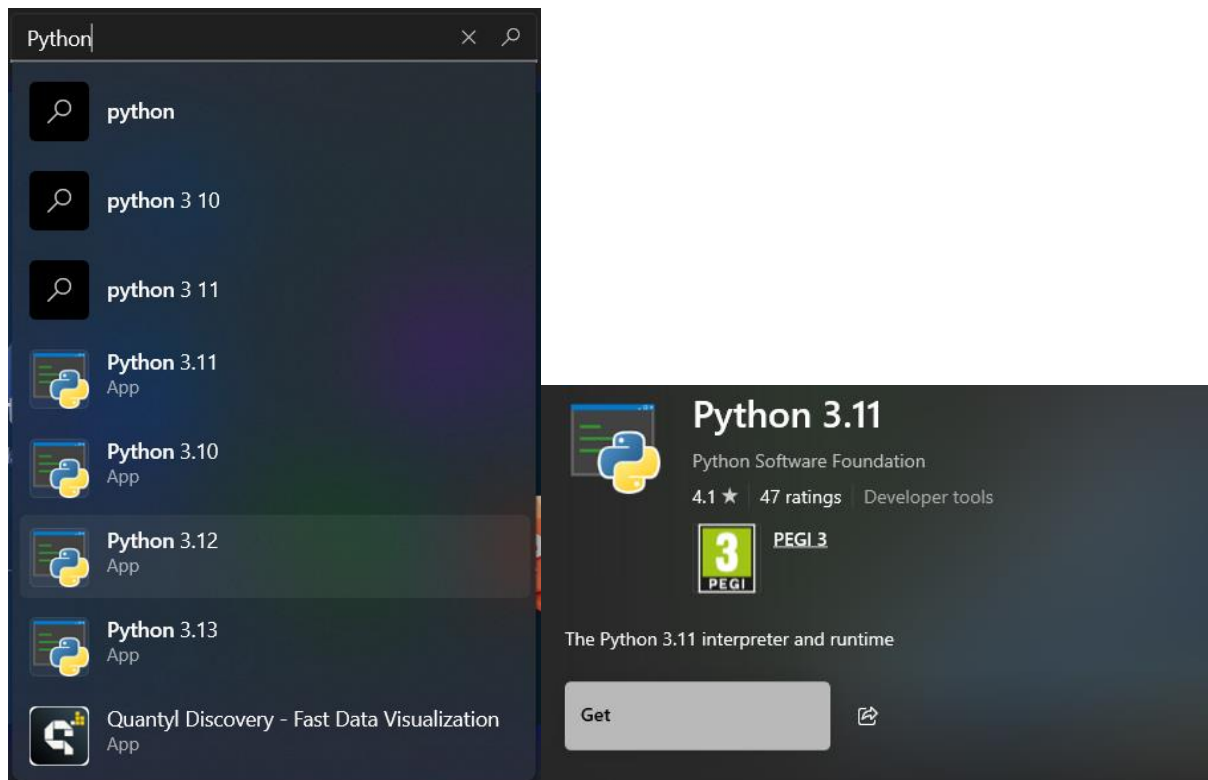 Python
python
python 3 10
python 3 11
Python 3.11
App
Python 3.10
App
Python 3.12
App
Python 3.13
App
Quantyl Discovery - Fast Data Visualization
App
Python 3.11
Python Software Foundation
4.1 ★ 47 ratings Developer tools
3
PEGI
PEGI 3
The Python 3.11 interpreter and runtime
Get